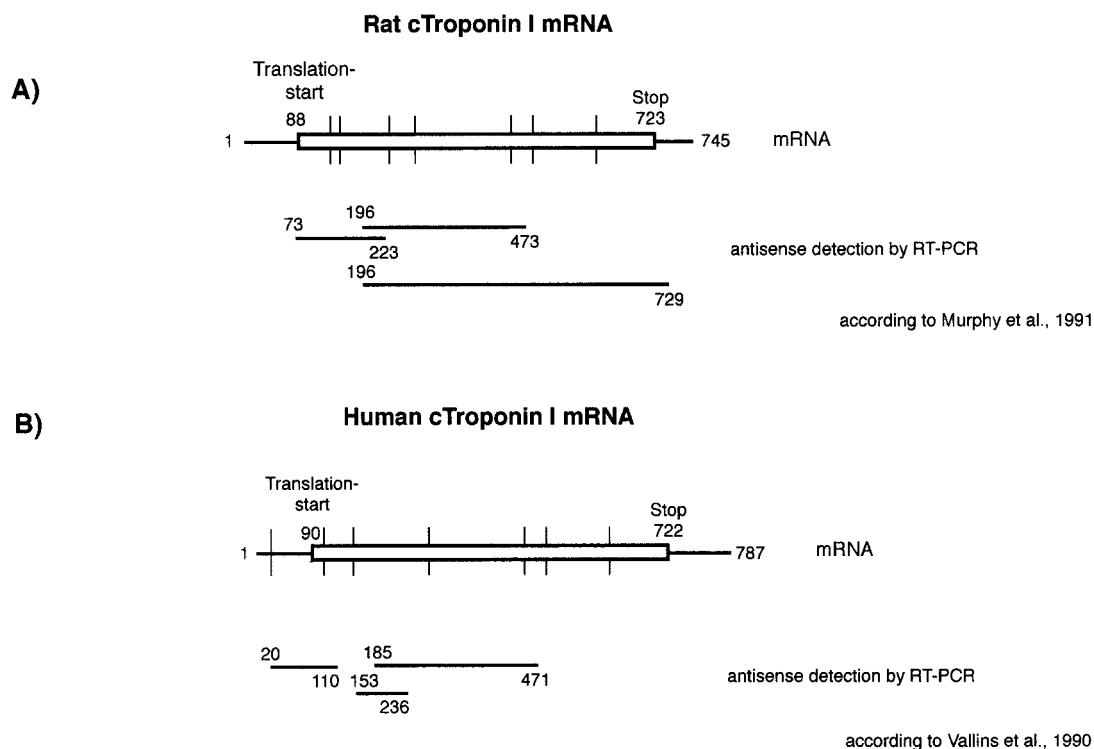 Rat cTroponin I mRNA
A)
Translation-
start
Stop
88
723
1
745
mRNA
196
73
473
223
antisense detection by RT-PCR
196
729
according to Murphy et al., 1991
Human cTroponin I mRNA
B)
Translation-
start
Stop
90
722
1
787
mRNA
20
185
110
153
471
antisense detection by RT-PCR
236
according to Vallins et al., 1990